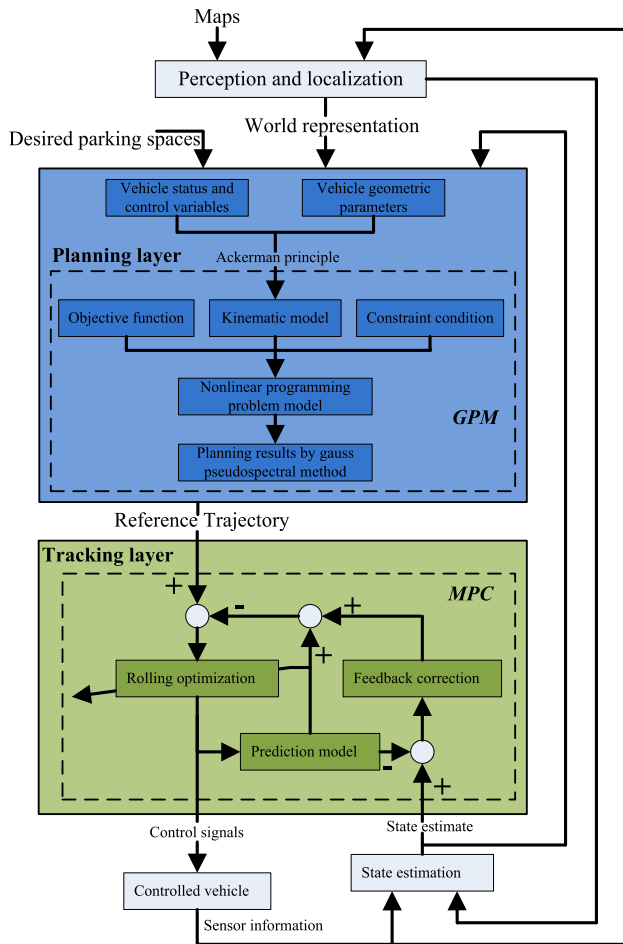 Maps
Perception and localization
World representation
Desired parking spaces
Vehicle status and
control variables
Vehicle geometric
parameters
Planning layer
Ackerman principle
Objective function
Kinematic model
Constraint condition
Nonlinear programming
problem model
GPM
Planning results by gauss
pseudospectral method
Reference Trajectory
Tracking layer
+
MPC
-
+
Rolling optimization
+
Feedback correction
Prediction model
-
+
Control signals
State estimate
Controlled vehicle
State estimation
Sensor information